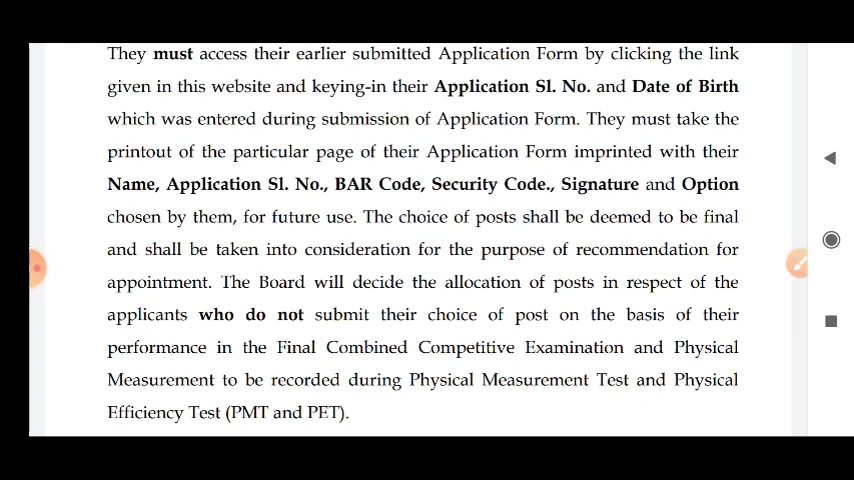 They must access their earlier submitted Application Form by clicking the link
given in this website and keying-in their Application Sl. No. and Date of Birth
which was entered during submission of Application Form. They must take the
printout of the particular page of their Application Form imprinted with their
Name, Application Sl. No., BAR Code, Security Code., Signature and Option
chosen by them, for future use. The choice of posts shall be deemed to be final
and shall be taken into consideration for the purpose of recommendation for
appointment. The Board will decide the allocation of posts in respect of the
applicants who do not submit their choice of post on the basis of their
performance in the Final Combined Competitive Examination and Physical
Measurement to be recorded during Physical Measurement Test and Physical
Efficiency Test (PMT and PET).